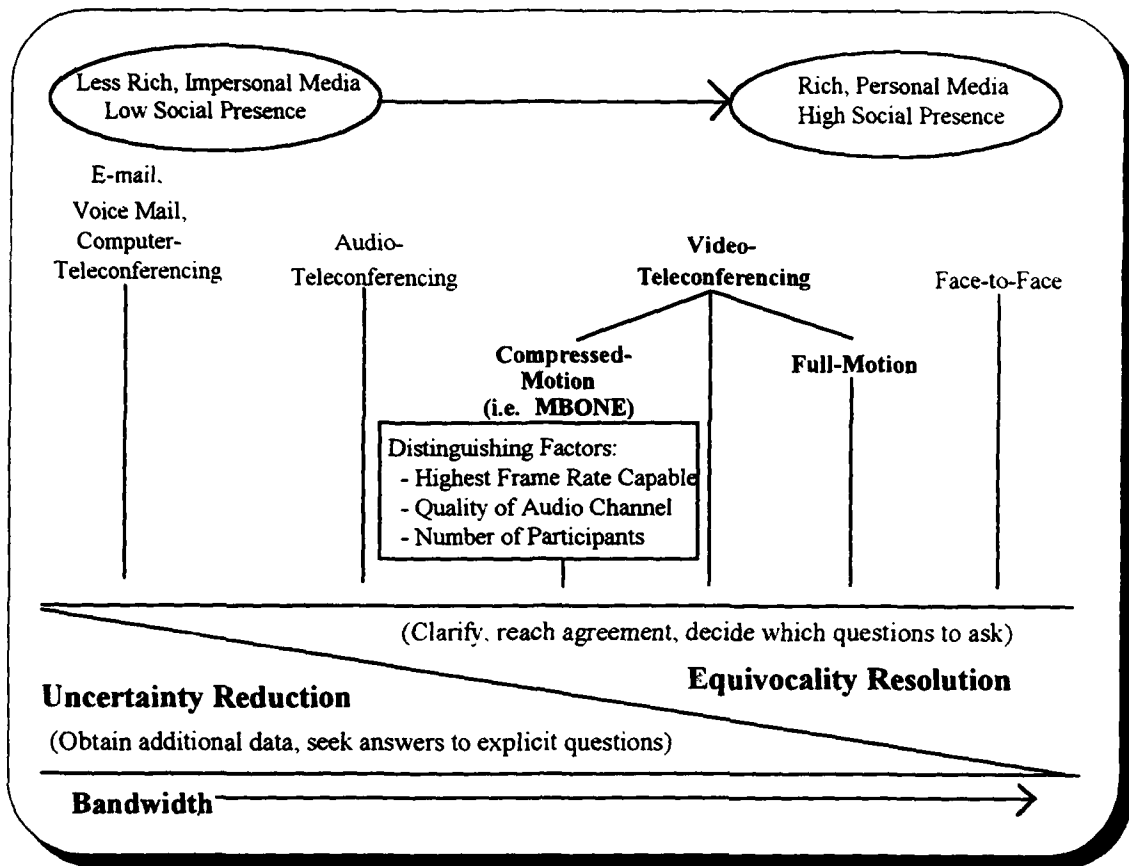 Less Rich, Impersonal Media
Low Social Presence
Rich, Personal Media
High Social Presence
E-mail,
Voice Mail,
Computer-
Teleconferencing
Audio-
Teleconferencing
Video-
Teleconferencing
Face-to-Face
Compressed-
Motion
(i.e. MBONE)
Full-Motion
Distinguishing Factors:
- Highest Frame Rate Capable
- Quality of Audio Channel
- Number of Participants
(Clarify, reach agreement, decide which questions to ask)
Equivocality Resolution
Uncertainty Reduction
(Obtain additional data, seek answers to explicit questions)
Bandwidth